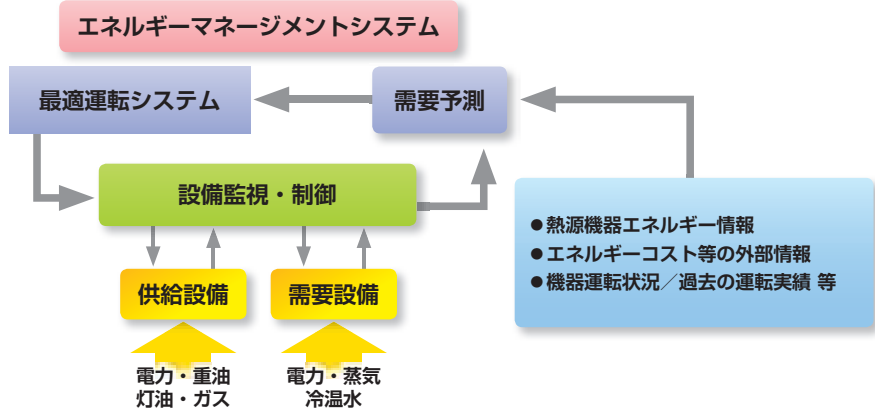 エネルギーマネージメントシステム
最適運転システム
需要予測
設備監視・制御
●熱源機器エネルギー情報
●エネルギーコスト等の外部情報
●機器運転状況／過去の運転実績 等
供給設備
需要設備
電力・重油
灯油・ガス
電力・蒸気
冷温水